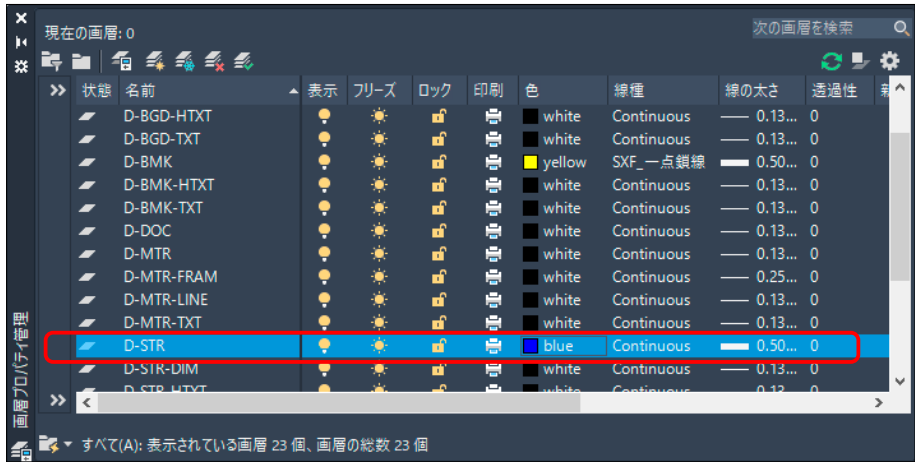 現在の画層: 0
次の画層を検索
状態 名前 表示 フリーズ ロック 印刷 色 線種 線の太さ 透過性 新
D-BGD-HTXT white Continuous 0.13... 0
D-BGD-TXT white Continuous 0.13... 0
D-BMK yellow SXF_一点鎖線 0.50... 0
D-BMK-HTXT white Continuous 0.13... 0
D-BMK-TXT white Continuous 0.13... 0
D-DOC white Continuous 0.13... 0
D-MTR white Continuous 0.13... 0
D-MTR-FRAM white Continuous 0.25... 0
D-MTR-LINE white Continuous 0.13... 0
D-MTR-TXT white Continuous 0.13... 0
D-STR blue Continuous 0.50... 0
D-STR-DIM white Continuous 0.13... 0
D-STR-HTXT white Continuous 0.13 0
画層プロパティ管理
すべて(A): 表示されている画層 23 個、画層の総数 23 個